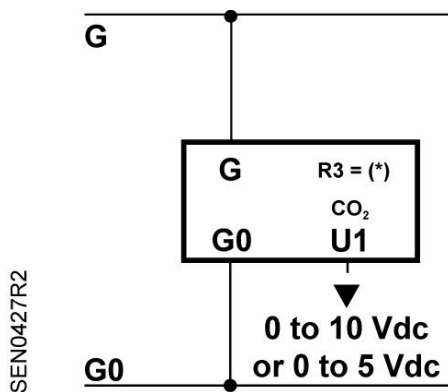 G
G R3 = (*)
CO₂
G0 U1
0 to 10 Vdc
or 0 to 5 Vdc
G0
SEN0427R2